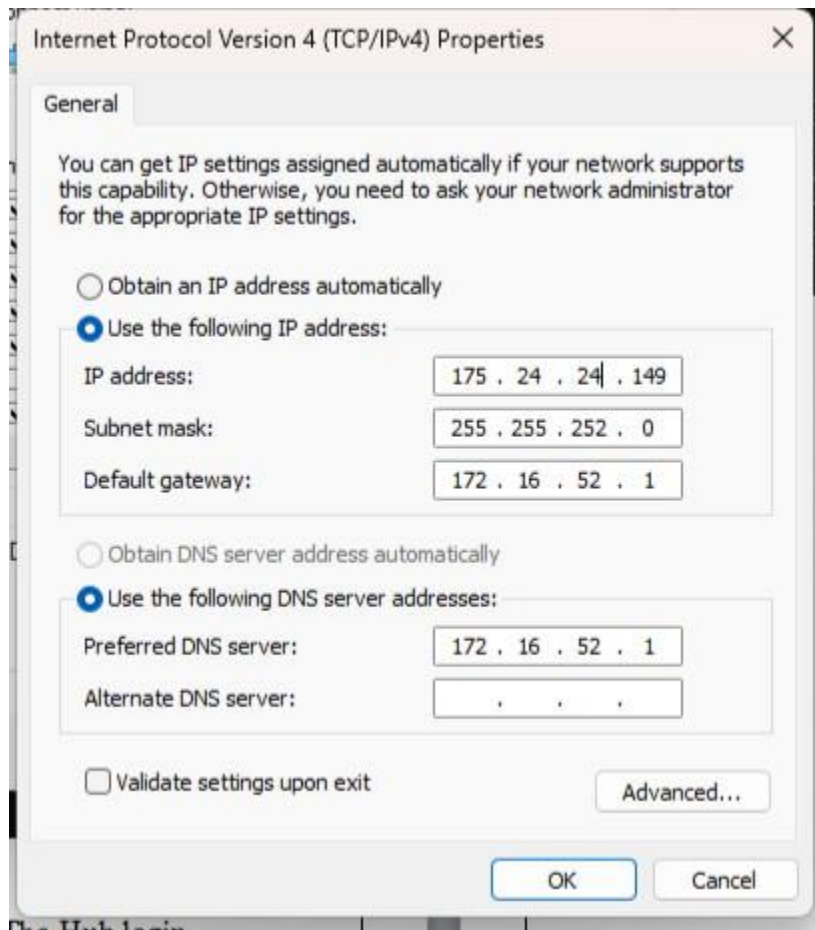 Internet Protocol Version 4 (TCP/IPv4) Properties
General
You can get IP settings assigned automatically if your network supports
this capability. Otherwise, you need to ask your network administrator
for the appropriate IP settings.
Obtain an IP address automatically
Use the following IP address:
IP address: 175 . 24 . 24 . 149
Subnet mask: 255 . 255 . 252 . 0
Default gateway: 172 . 16 . 52 . 1
Obtain DNS server address automatically
Use the following DNS server addresses:
Preferred DNS server: 172 . 16 . 52 . 1
Alternate DNS server: . . .
Validate settings upon exit
Advanced...
OK Cancel
The Hub login